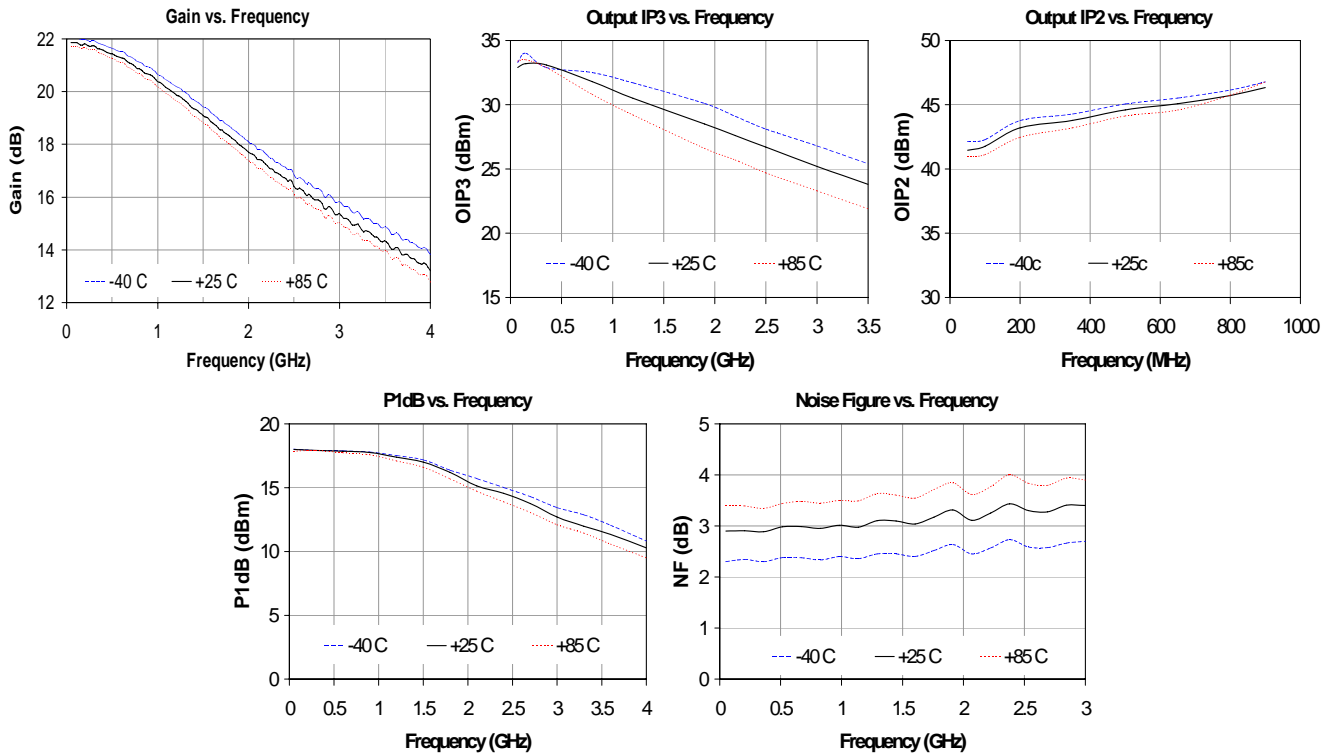 Gain vs. Frequency
22
20
18
16
14
12
Gain (dB)
-40 C +25 C +85 C
0 1 2 3 4
Frequency (GHz)
Output IP3 vs. Frequency
35
30
25
20
15
OIP3 (dBm)
-40 C +25 C +85 C
0 0.5 1 1.5 2 2.5 3 3.5
Frequency (GHz)
Output IP2 vs. Frequency
50
45
40
35
30
OIP2 (dBm)
-40c +25c +85c
0 200 400 600 800 1000
Frequency (MHz)
P1dB vs. Frequency
20
15
10
5
0
P1dB (dBm)
-40 C +25 C +85 C
0 0.5 1 1.5 2 2.5 3 3.5 4
Frequency (GHz)
Noise Figure vs. Frequency
5
4
3
2
1
0
NF (dB)
-40 C +25 C +85 C
0 0.5 1 1.5 2 2.5 3
Frequency (GHz)